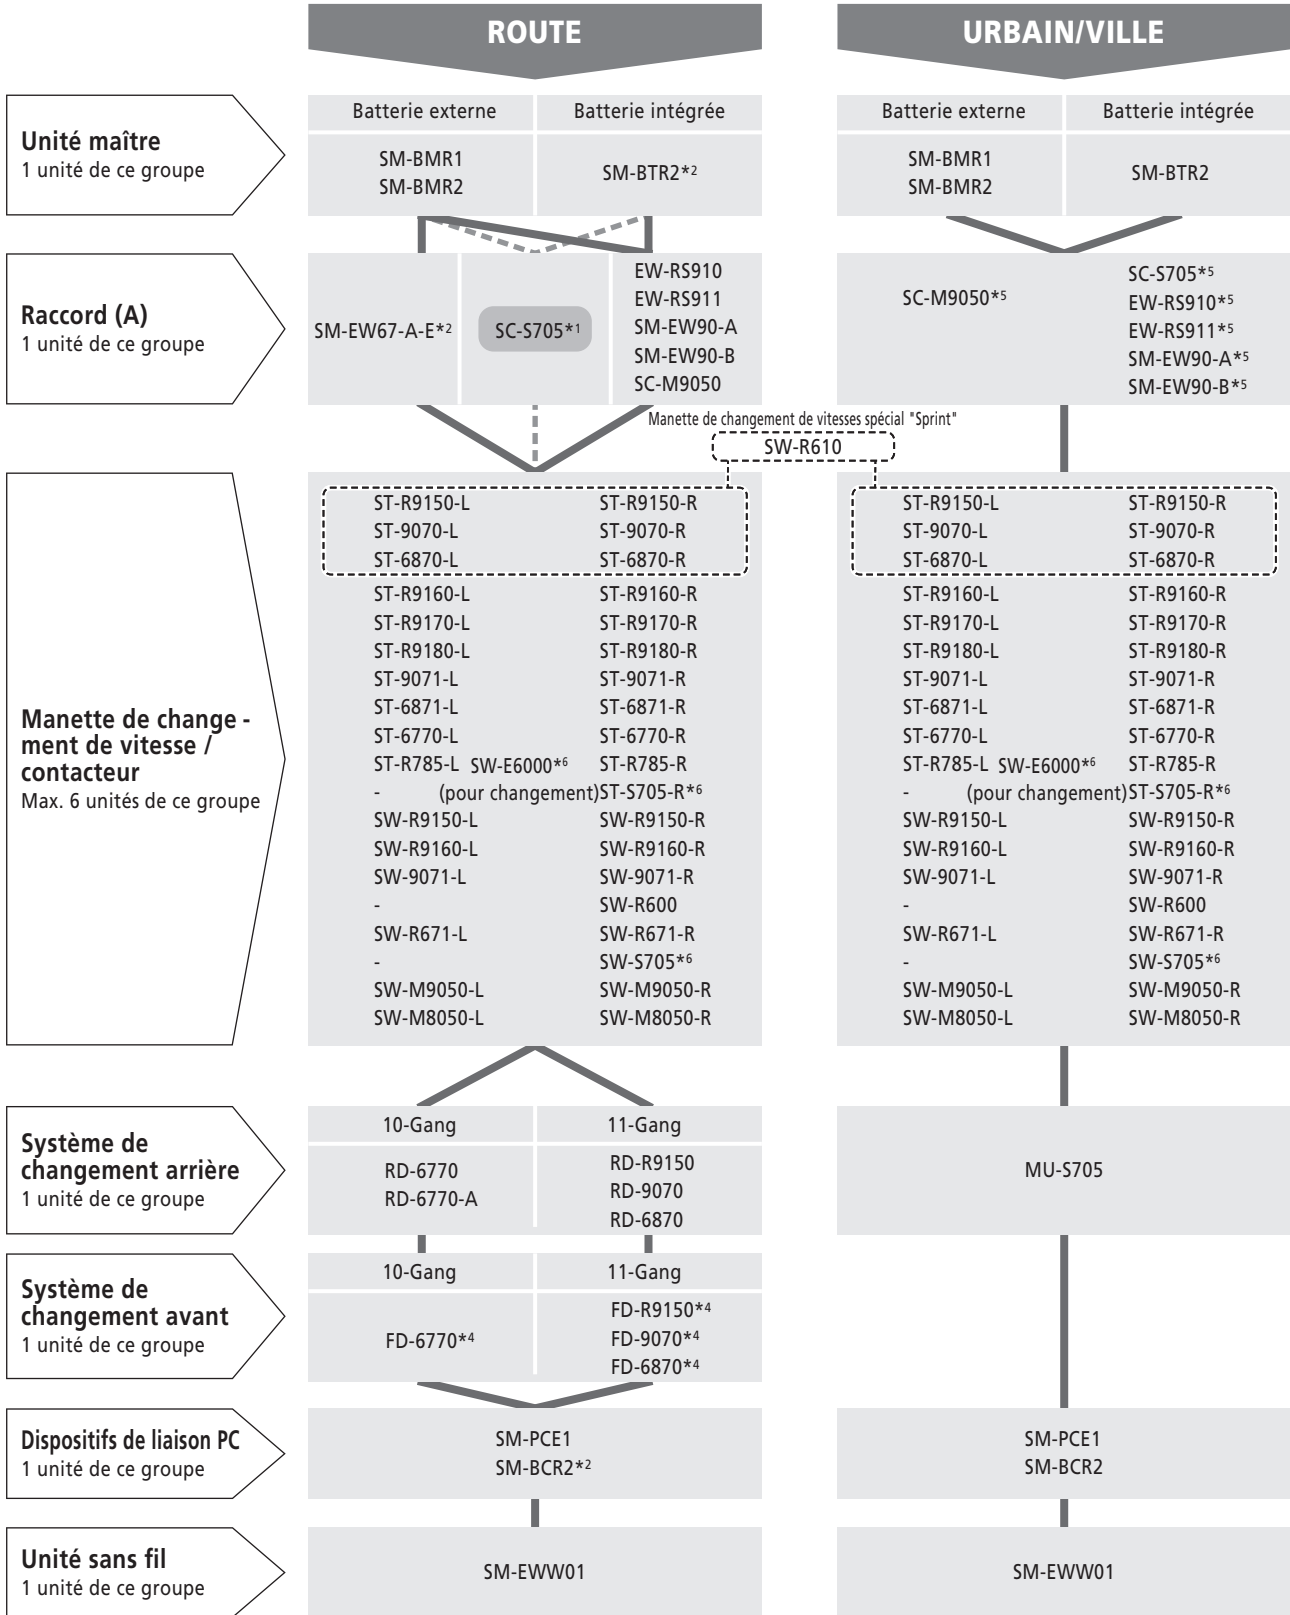 ROUTE
URBAIN/VILLE
Unité maître
1 unité de ce groupe
Batterie externe
Batterie intégrée
SM-BMR1
SM-BMR2
SM-BTR2*2
Batterie externe
Batterie intégrée
SM-BMR1
SM-BMR2
SM-BTR2
Raccord (A)
1 unité de ce groupe
SM-EW67-A-E*2
SC-S705*1
EW-RS910
EW-RS911
SM-EW90-A
SM-EW90-B
SC-M9050
SC-M9050*5
SC-S705*5
EW-RS910*5
EW-RS911*5
SM-EW90-A*5
SM-EW90-B*5
Manette de changement de vitesses spécial "Sprint"
SW-R610
Manette de change -
ment de vitesse /
contacteur
Max. 6 unités de ce groupe
ST-R9150-L ST-R9150-R
ST-9070-L ST-9070-R
ST-6870-L ST-6870-R
ST-R9160-L ST-R9160-R
ST-R9170-L ST-R9170-R
ST-R9180-L ST-R9180-R
ST-9071-L ST-9071-R
ST-6871-L ST-6871-R
ST-6770-L ST-6770-R
ST-R785-L SW-E6000*6 ST-R785-R
- (pour changement) ST-S705-R*6
SW-R9150-L SW-R9150-R
SW-R9160-L SW-R9160-R
SW-9071-L SW-9071-R
- SW-R600
SW-R671-L SW-R671-R
- SW-S705*6
SW-M9050-L SW-M9050-R
SW-M8050-L SW-M8050-R
ST-R9150-L ST-R9150-R
ST-9070-L ST-9070-R
ST-6870-L ST-6870-R
ST-R9160-L ST-R9160-R
ST-R9170-L ST-R9170-R
ST-R9180-L ST-R9180-R
ST-9071-L ST-9071-R
ST-6871-L ST-6871-R
ST-6770-L ST-6770-R
ST-R785-L SW-E6000*6 ST-R785-R
- (pour changement) ST-S705-R*6
SW-R9150-L SW-R9150-R
SW-R9160-L SW-R9160-R
SW-9071-L SW-9071-R
- SW-R600
SW-R671-L SW-R671-R
- SW-S705*6
SW-M9050-L SW-M9050-R
SW-M8050-L SW-M8050-R
Système de
changement arrière
1 unité de ce groupe
10-Gang
11-Gang
RD-6770
RD-6770-A
RD-R9150
RD-9070
RD-6870
MU-S705
Système de
changement avant
1 unité de ce groupe
10-Gang
11-Gang
FD-6770*4
FD-R9150*4
FD-9070*4
FD-6870*4
Dispositifs de liaison PC
1 unité de ce groupe
SM-PCE1
SM-BCR2*2
SM-PCE1
SM-BCR2
Unité sans fil
1 unité de ce groupe
SM-EWW01
SM-EWW01